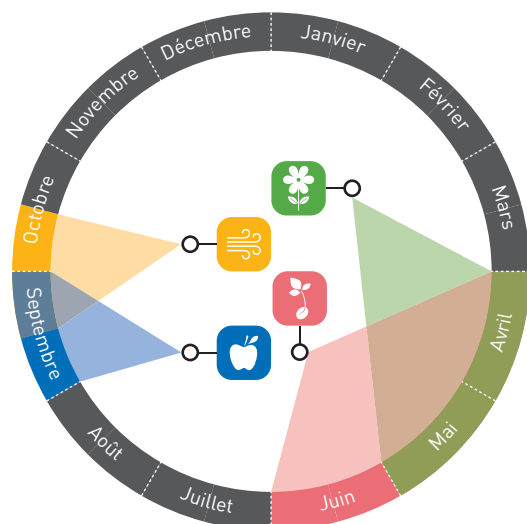 Janvier
Février
Mars
Avril
Mai
Juin
Juillet
Août
Septembre
Octobre
Novembre
Décembre